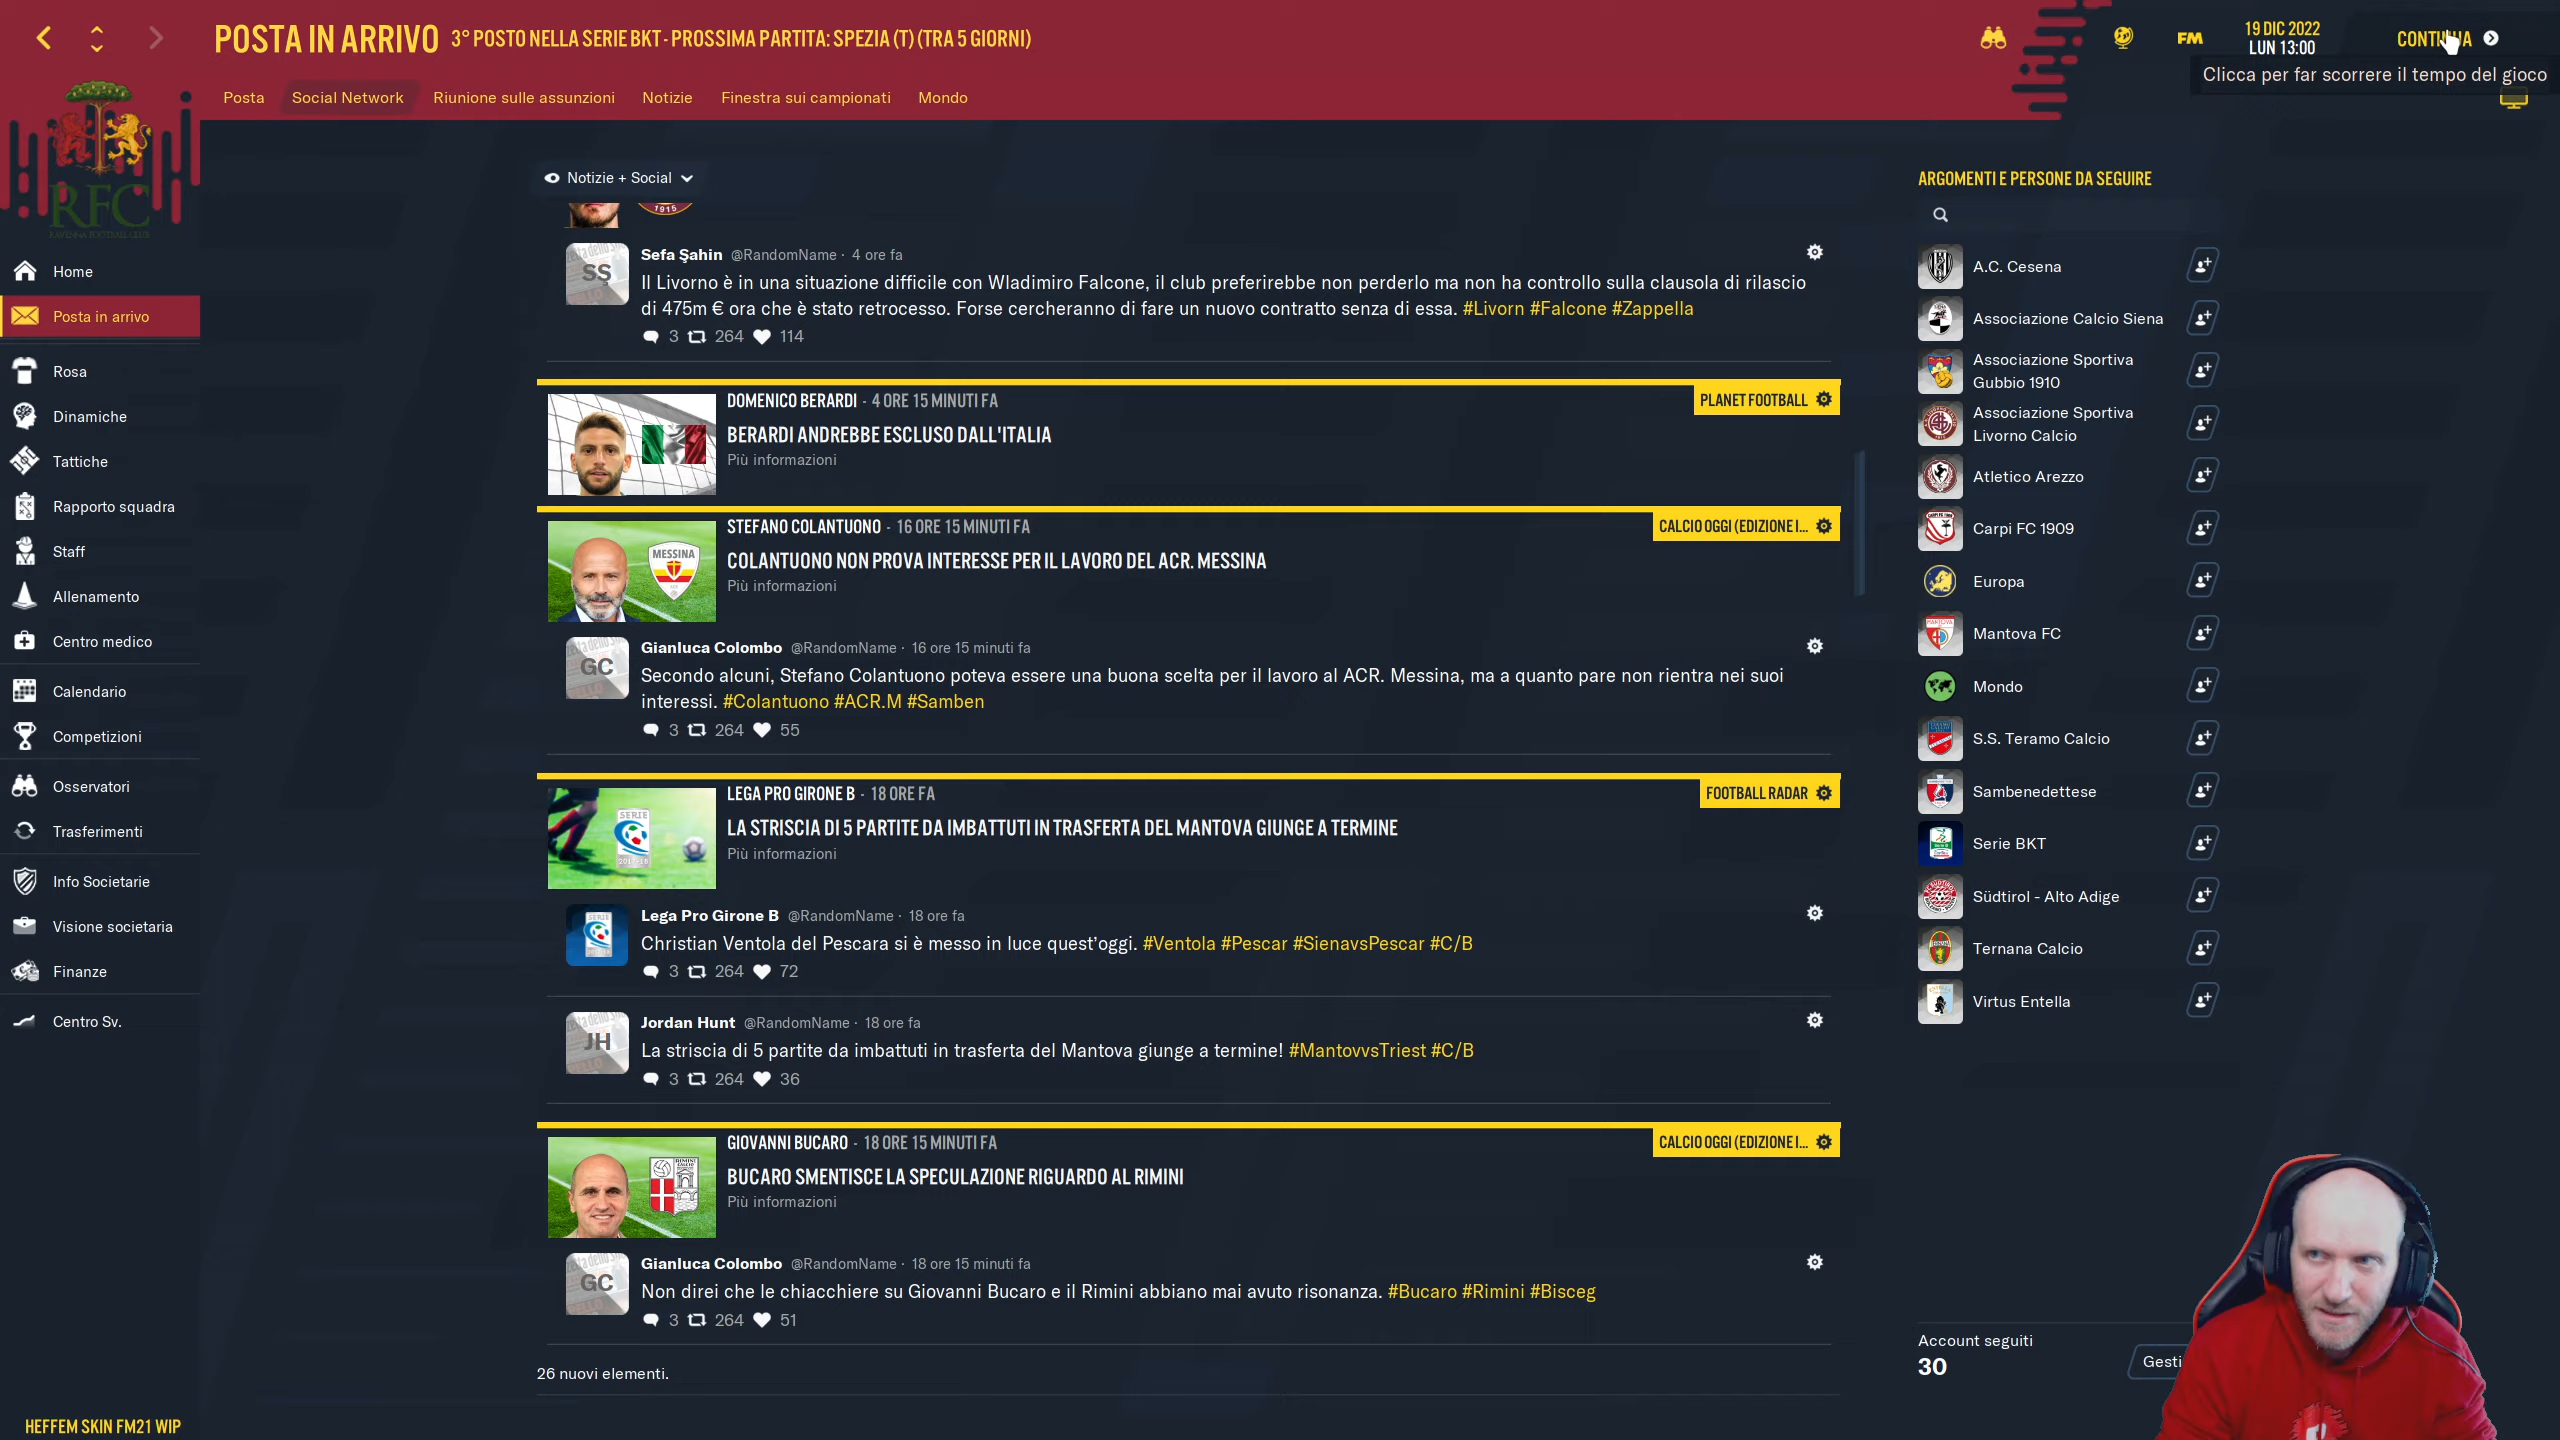 POSTA IN ARRIVO
3° POSTO NELLA SERIE BKT - PROSSIMA PARTITA: SPEZIA (T) (TRA 5 GIORNI)
FM
19 DIC 2022
LUN 13:00
Clicca per far scorrere il tempo del gioco
Posta
Social Network
Riunione sulle assunzioni
Notizie
Finestra sui campionati
Mondo
RFC
RAVENNA FOOTBALL CLUB
Home
Posta in arrivo
Rosa
Dinamiche
Tattiche
Rapporto squadra
Staff
Allenamento
Centro medico
Calendario
Competizioni
Osservatori
Trasferimenti
Info Societarie
Visione societaria
Finanze
Centro Sv.
HEFFEM SKIN FM21 WIP
Notizie + Social
1915
SŞ
Sefa Şahin @RandomName · 4 ore fa
Il Livorno è in una situazione difficile con Wladimiro Falcone, il club preferirebbe non perderlo ma non ha controllo sulla clausola di rilascio
di 475m € ora che è stato retrocesso. Forse cercheranno di fare un nuovo contratto senza di essa. #Livorn #Falcone #Zappella
3 264 114
DOMENICO BERARDI - 4 ORE 15 MINUTI FA
PLANET FOOTBALL
BERARDI ANDREBBE ESCLUSO DALL'ITALIA
Più informazioni
STEFANO COLANTUONO - 16 ORE 15 MINUTI FA
CALCIO OGGI (EDIZIONE I...
MESSINA
COLANTUONO NON PROVA INTERESSE PER IL LAVORO DEL ACR. MESSINA
Più informazioni
GC
Gianluca Colombo @RandomName · 16 ore 15 minuti fa
Secondo alcuni, Stefano Colantuono poteva essere una buona scelta per il lavoro al ACR. Messina, ma a quanto pare non rientra nei suoi
interessi. #Colantuono #ACR.M #Samben
3 264 55
LEGA PRO GIRONE B - 18 ORE FA
FOOTBALL RADAR
SERIE
LA STRISCIA DI 5 PARTITE DA IMBATTUTI IN TRASFERTA DEL MANTOVA GIUNGE A TERMINE
Più informazioni
Lega Pro Girone B @RandomName · 18 ore fa
Christian Ventola del Pescara si è messo in luce quest'oggi. #Ventola #Pescar #SienavsPescar #C/B
3 264 72
JH
Jordan Hunt @RandomName · 18 ore fa
La striscia di 5 partite da imbattuti in trasferta del Mantova giunge a termine! #MantovvsTriest #C/B
3 264 36
GIOVANNI BUCARO - 18 ORE 15 MINUTI FA
CALCIO OGGI (EDIZIONE I...
BUCARO SMENTISCE LA SPECULAZIONE RIGUARDO AL RIMINI
Più informazioni
GC
Gianluca Colombo @RandomName · 18 ore 15 minuti fa
Non direi che le chiacchiere su Giovanni Bucaro e il Rimini abbiano mai avuto risonanza. #Bucaro #Rimini #Bisceg
3 264 51
26 nuovi elementi.
ARGOMENTI E PERSONE DA SEGUIRE
A.C. Cesena
Associazione Calcio Siena
Associazione Sportiva
Gubbio 1910
Associazione Sportiva
Livorno Calcio
Atletico Arezzo
Carpi FC 1909
Europa
Mantova FC
Mondo
S.S. Teramo Calcio
Sambenedettese
Serie BKT
Südtirol - Alto Adige
Ternana Calcio
Virtus Entella
Account seguiti
30
Gesti